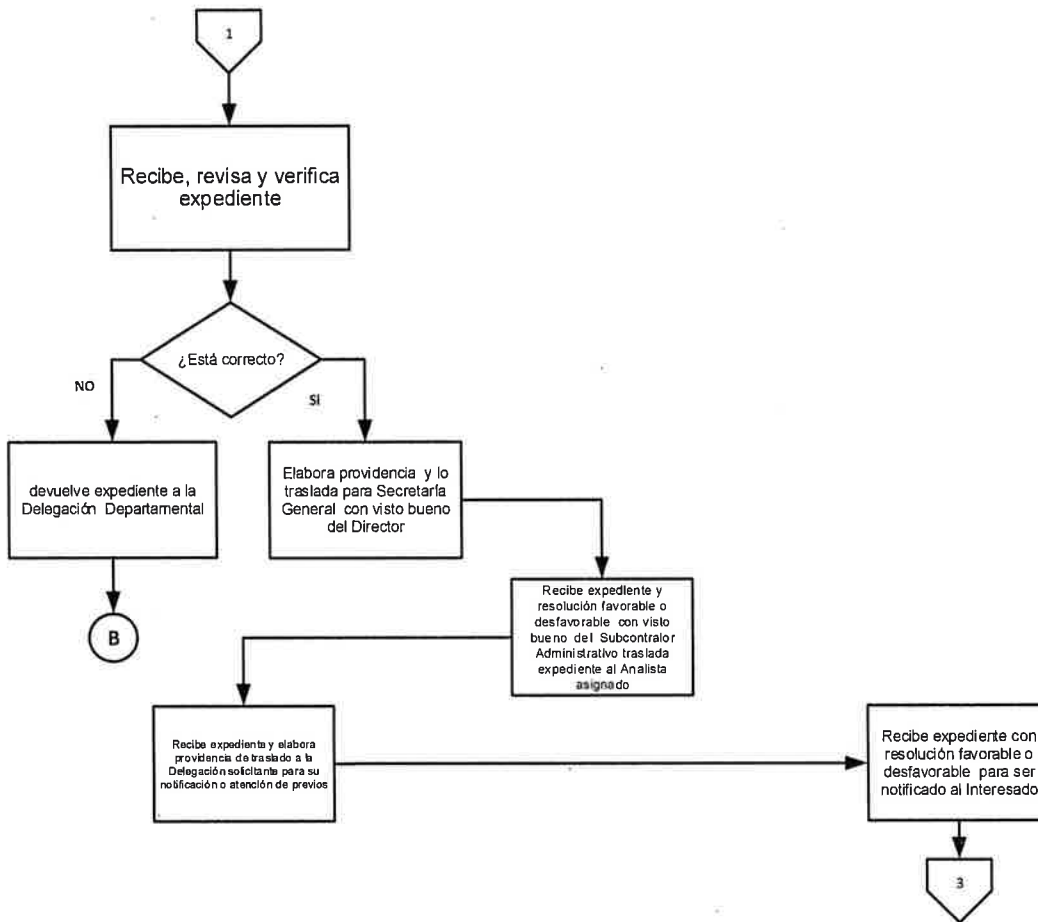 1
Recibe, revisa y verifica
expediente
¿Está correcto?
NO
SI
devuelve expediente a la
Delegación Departamental
Elabora providencia y lo
traslada para Secretaría
General con visto bueno
del Director
B
Recibe expediente y
resolución favorable o
desfavorable con visto
bueno del Subcontralor
Administrativo traslada
expediente al Analista
asignado
Recibe expediente y elabora
providencia de traslado a la
Delegación solicitante para su
notificación o atención de previos
Recibe expediente con
resolución favorable o
desfavorable para ser
notificado al Interesado
3